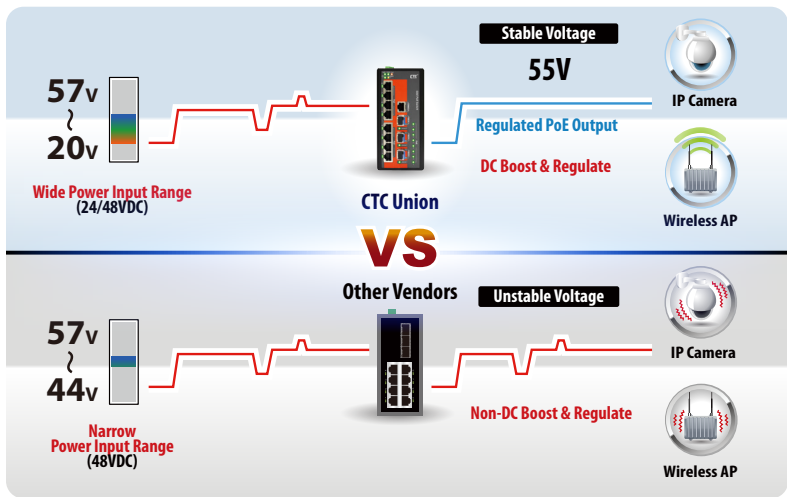 Stable Voltage
55V
57V
~
20V
Wide Power Input Range
(24/48VDC)
CTC Union
Regulated PoE Output
DC Boost & Regulate
IP Camera
Wireless AP
VS
Other Vendors
Unstable Voltage
57V
~
44V
Narrow
Power Input Range
(48VDC)
Non-DC Boost & Regulate
IP Camera
Wireless AP